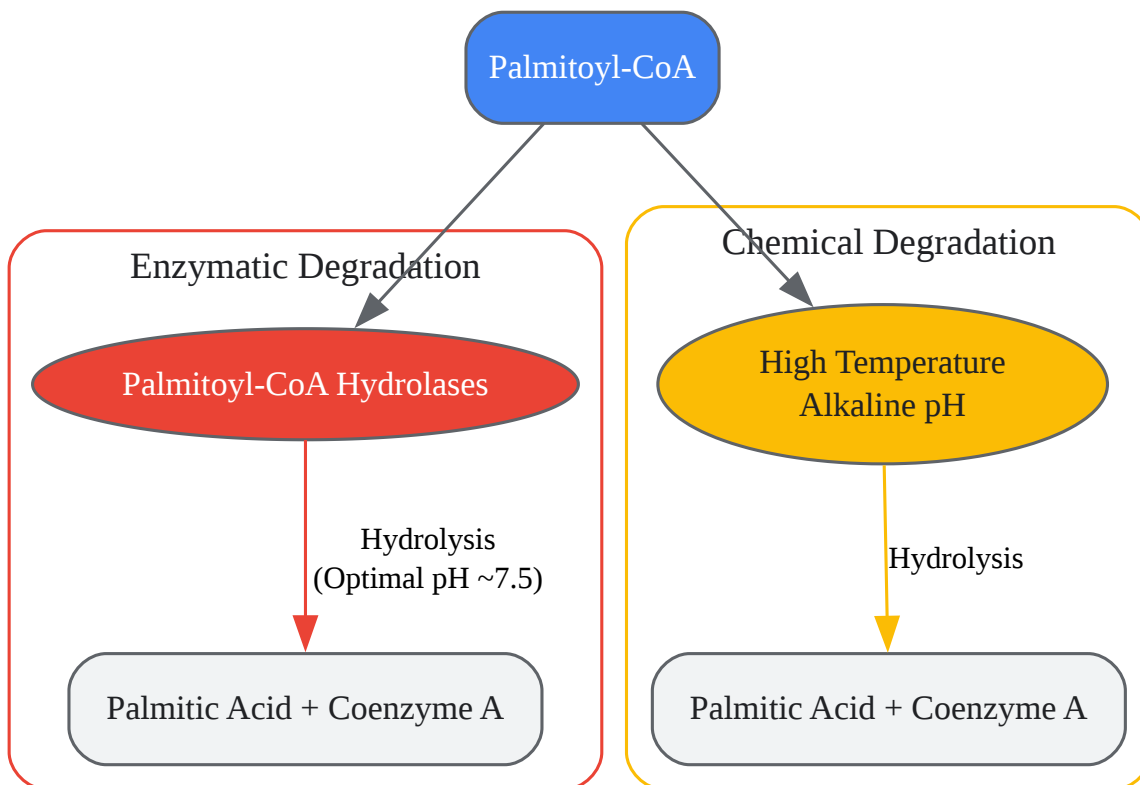 Palmitoyl-CoA
Enzymatic Degradation
Palmitoyl-CoA Hydrolases
Hydrolysis
(Optimal pH ~7.5)
Palmitic Acid + Coenzyme A
Chemical Degradation
High Temperature
Alkaline pH
Hydrolysis
Palmitic Acid + Coenzyme A